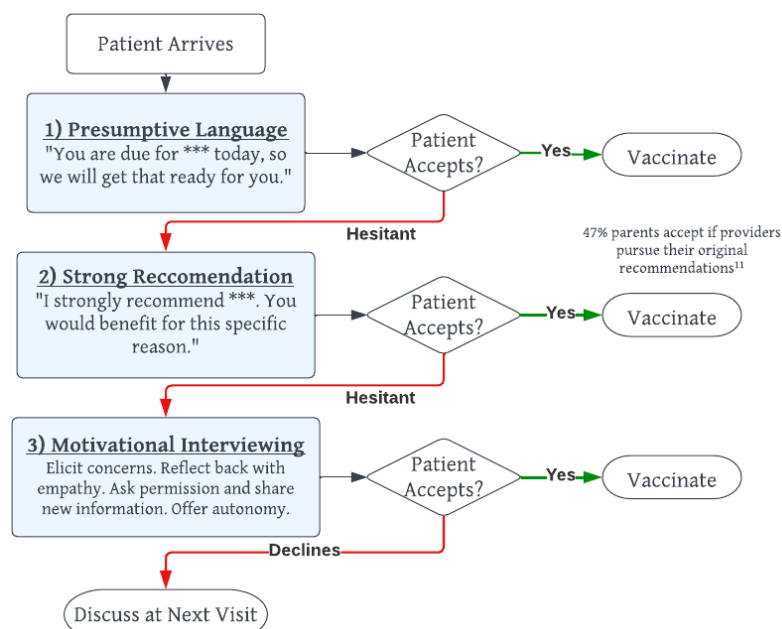 Patient Arrives
1) Presumptive Language
"You are due for *** today, so
we will get that ready for you."
Patient
Accepts?
Yes
Vaccinate
Hesitant
47% parents accept if providers
pursue their original
recommendations¹¹
2) Strong Reccomendation
"I strongly recommend ***. You
would benefit for this specific
reason."
Patient
Accepts?
Yes
Vaccinate
Hesitant
3) Motivational Interviewing
Elicit concerns. Reflect back with
empathy. Ask permission and share
new information. Offer autonomy.
Patient
Accepts?
Yes
Vaccinate
Declines
Discuss at Next Visit